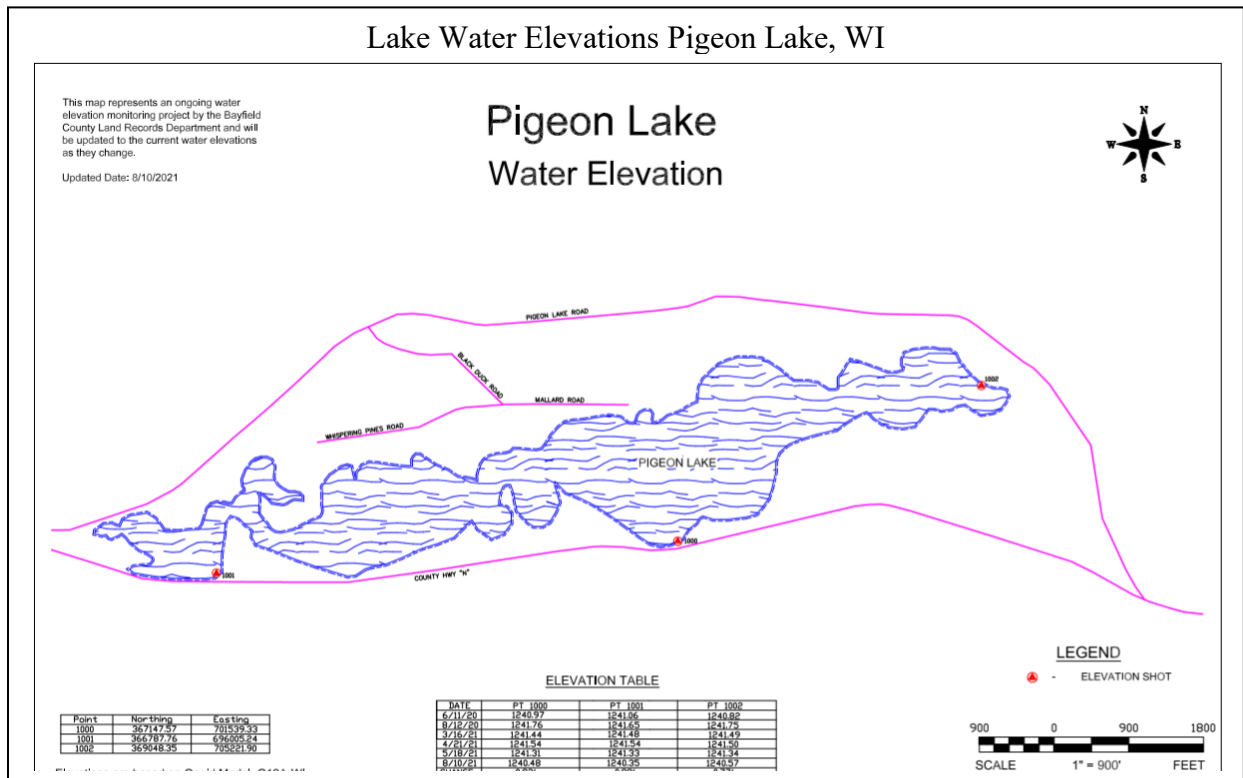 Lake Water Elevations Pigeon Lake, WI
This map represents an ongoing water
elevation monitoring project by the Bayfield
County Land Records Department and will
be updated to the current water elevations
as they change.
Updated Date: 8/10/2021
Pigeon Lake
Water Elevation
N
W E
S
PIGEON LAKE ROAD
BLACK DUCK ROAD
MALLARD ROAD
WHISPERING PINES ROAD
1002
PIGEON LAKE
1000
1001
COUNTY HWY "N"
LEGEND
- ELEVATION SHOT
ELEVATION TABLE
DATE PT 1000 PT 1001 PT 1002
6/11/20 1240.97 1241.06 1240.82
8/12/20 1241.76 1241.65 1241.75
3/16/21 1241.44 1241.48 1241.49
4/21/21 1241.54 1241.54 1241.50
5/18/21 1241.31 1241.33 1241.34
8/10/21 1240.48 1240.35 1240.57
Point Northing Easting
1000 367147.57 701539.33
1001 366787.76 696005.24
1002 369048.35 705221.90
900 0 900 1800
SCALE 1" = 900' FEET